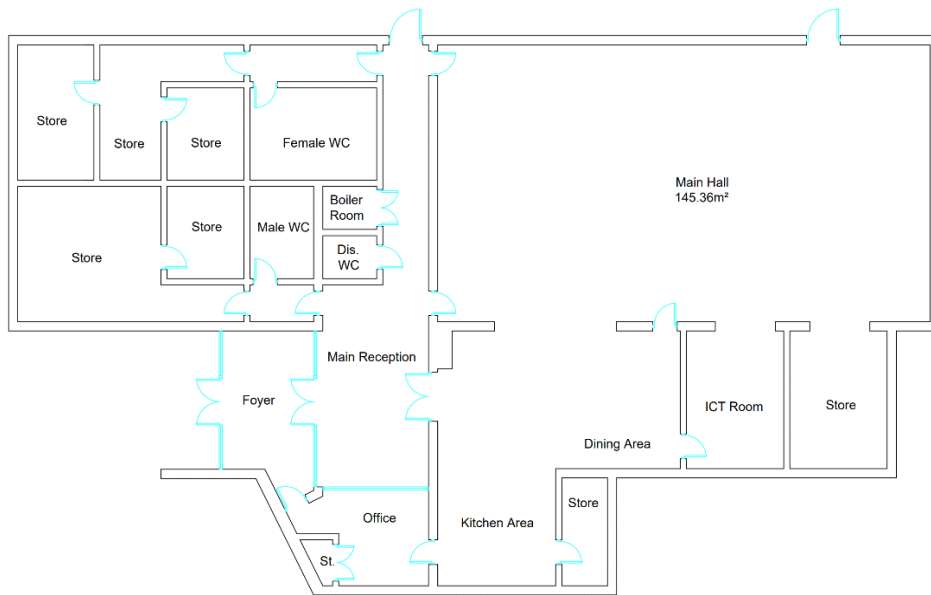 Store
Store
Store
Female WC
Main Hall
145.36m²
Boiler
Room
Store
Male WC
Dis.
WC
Store
Main Reception
Foyer
ICT Room
Store
Dining Area
Store
Office
Kitchen Area
St.